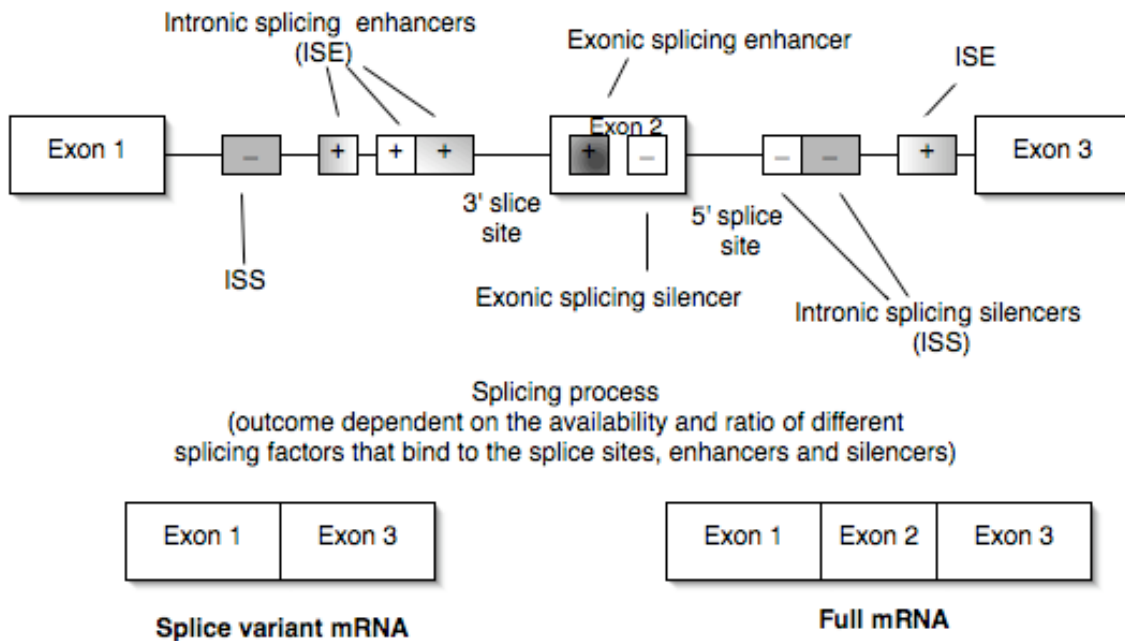 Intronic splicing enhancers
(ISE)
Exonic splicing enhancer
ISE
Exon 1
–
+
+
+
Exon 2
+
–
–
–
+
Exon 3
3' slice
site
5' splice
site
ISS
Exonic splicing silencer
Intronic splicing silencers
(ISS)
Splicing process
(outcome dependent on the availability and ratio of different
splicing factors that bind to the splice sites, enhancers and silencers)
Exon 1
Exon 3
Exon 1
Exon 2
Exon 3
Splice variant mRNA
Full mRNA